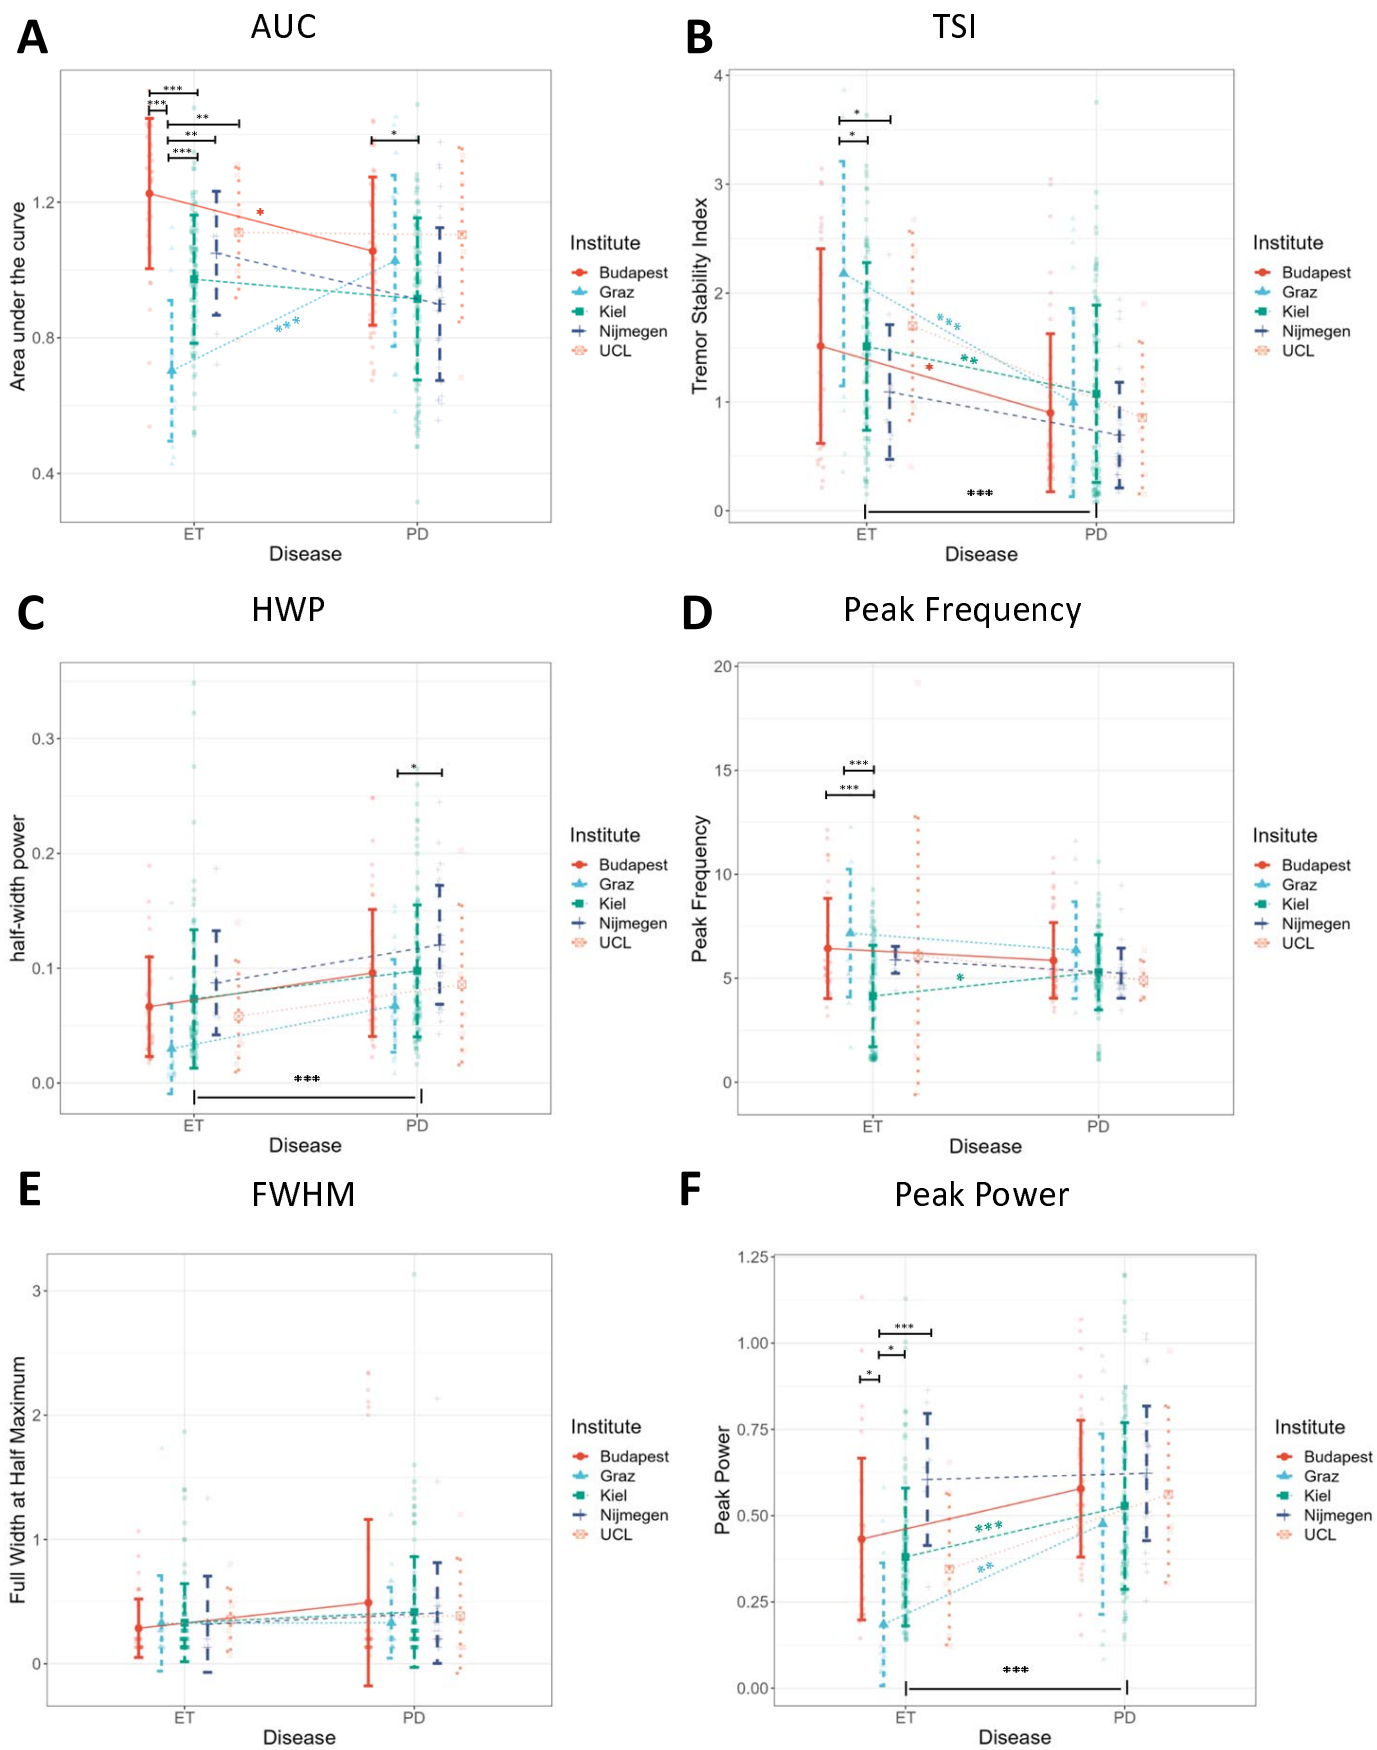 A
AUC
Area under the curve
1.2
0.8
0.4
***
***
**
**
***
*
*
***
ET
PD
Disease
Institute
Budapest
Graz
Kiel
Nijmegen
UCL
B
TSI
Tremor Stability Index
4
3
2
1
0
*
*
***
**
*
***
ET
PD
Disease
Institute
Budapest
Graz
Kiel
Nijmegen
UCL
C
HWP
half-width power
0.3
0.2
0.1
0.0
*
***
ET
PD
Disease
Institute
Budapest
Graz
Kiel
Nijmegen
UCL
D
Peak Frequency
Peak Frequency
20
15
10
5
0
***
***
*
ET
PD
Disease
Insitute
Budapest
Graz
Kiel
Nijmegen
UCL
E
FWHM
Full Width at Half Maximum
3
2
1
0
ET
PD
Disease
Institute
Budapest
Graz
Kiel
Nijmegen
UCL
F
Peak Power
Peak Power
1.25
1.00
0.75
0.50
0.25
0.00
***
*
*
***
**
***
ET
PD
Disease
Institute
Budapest
Graz
Kiel
Nijmegen
UCL